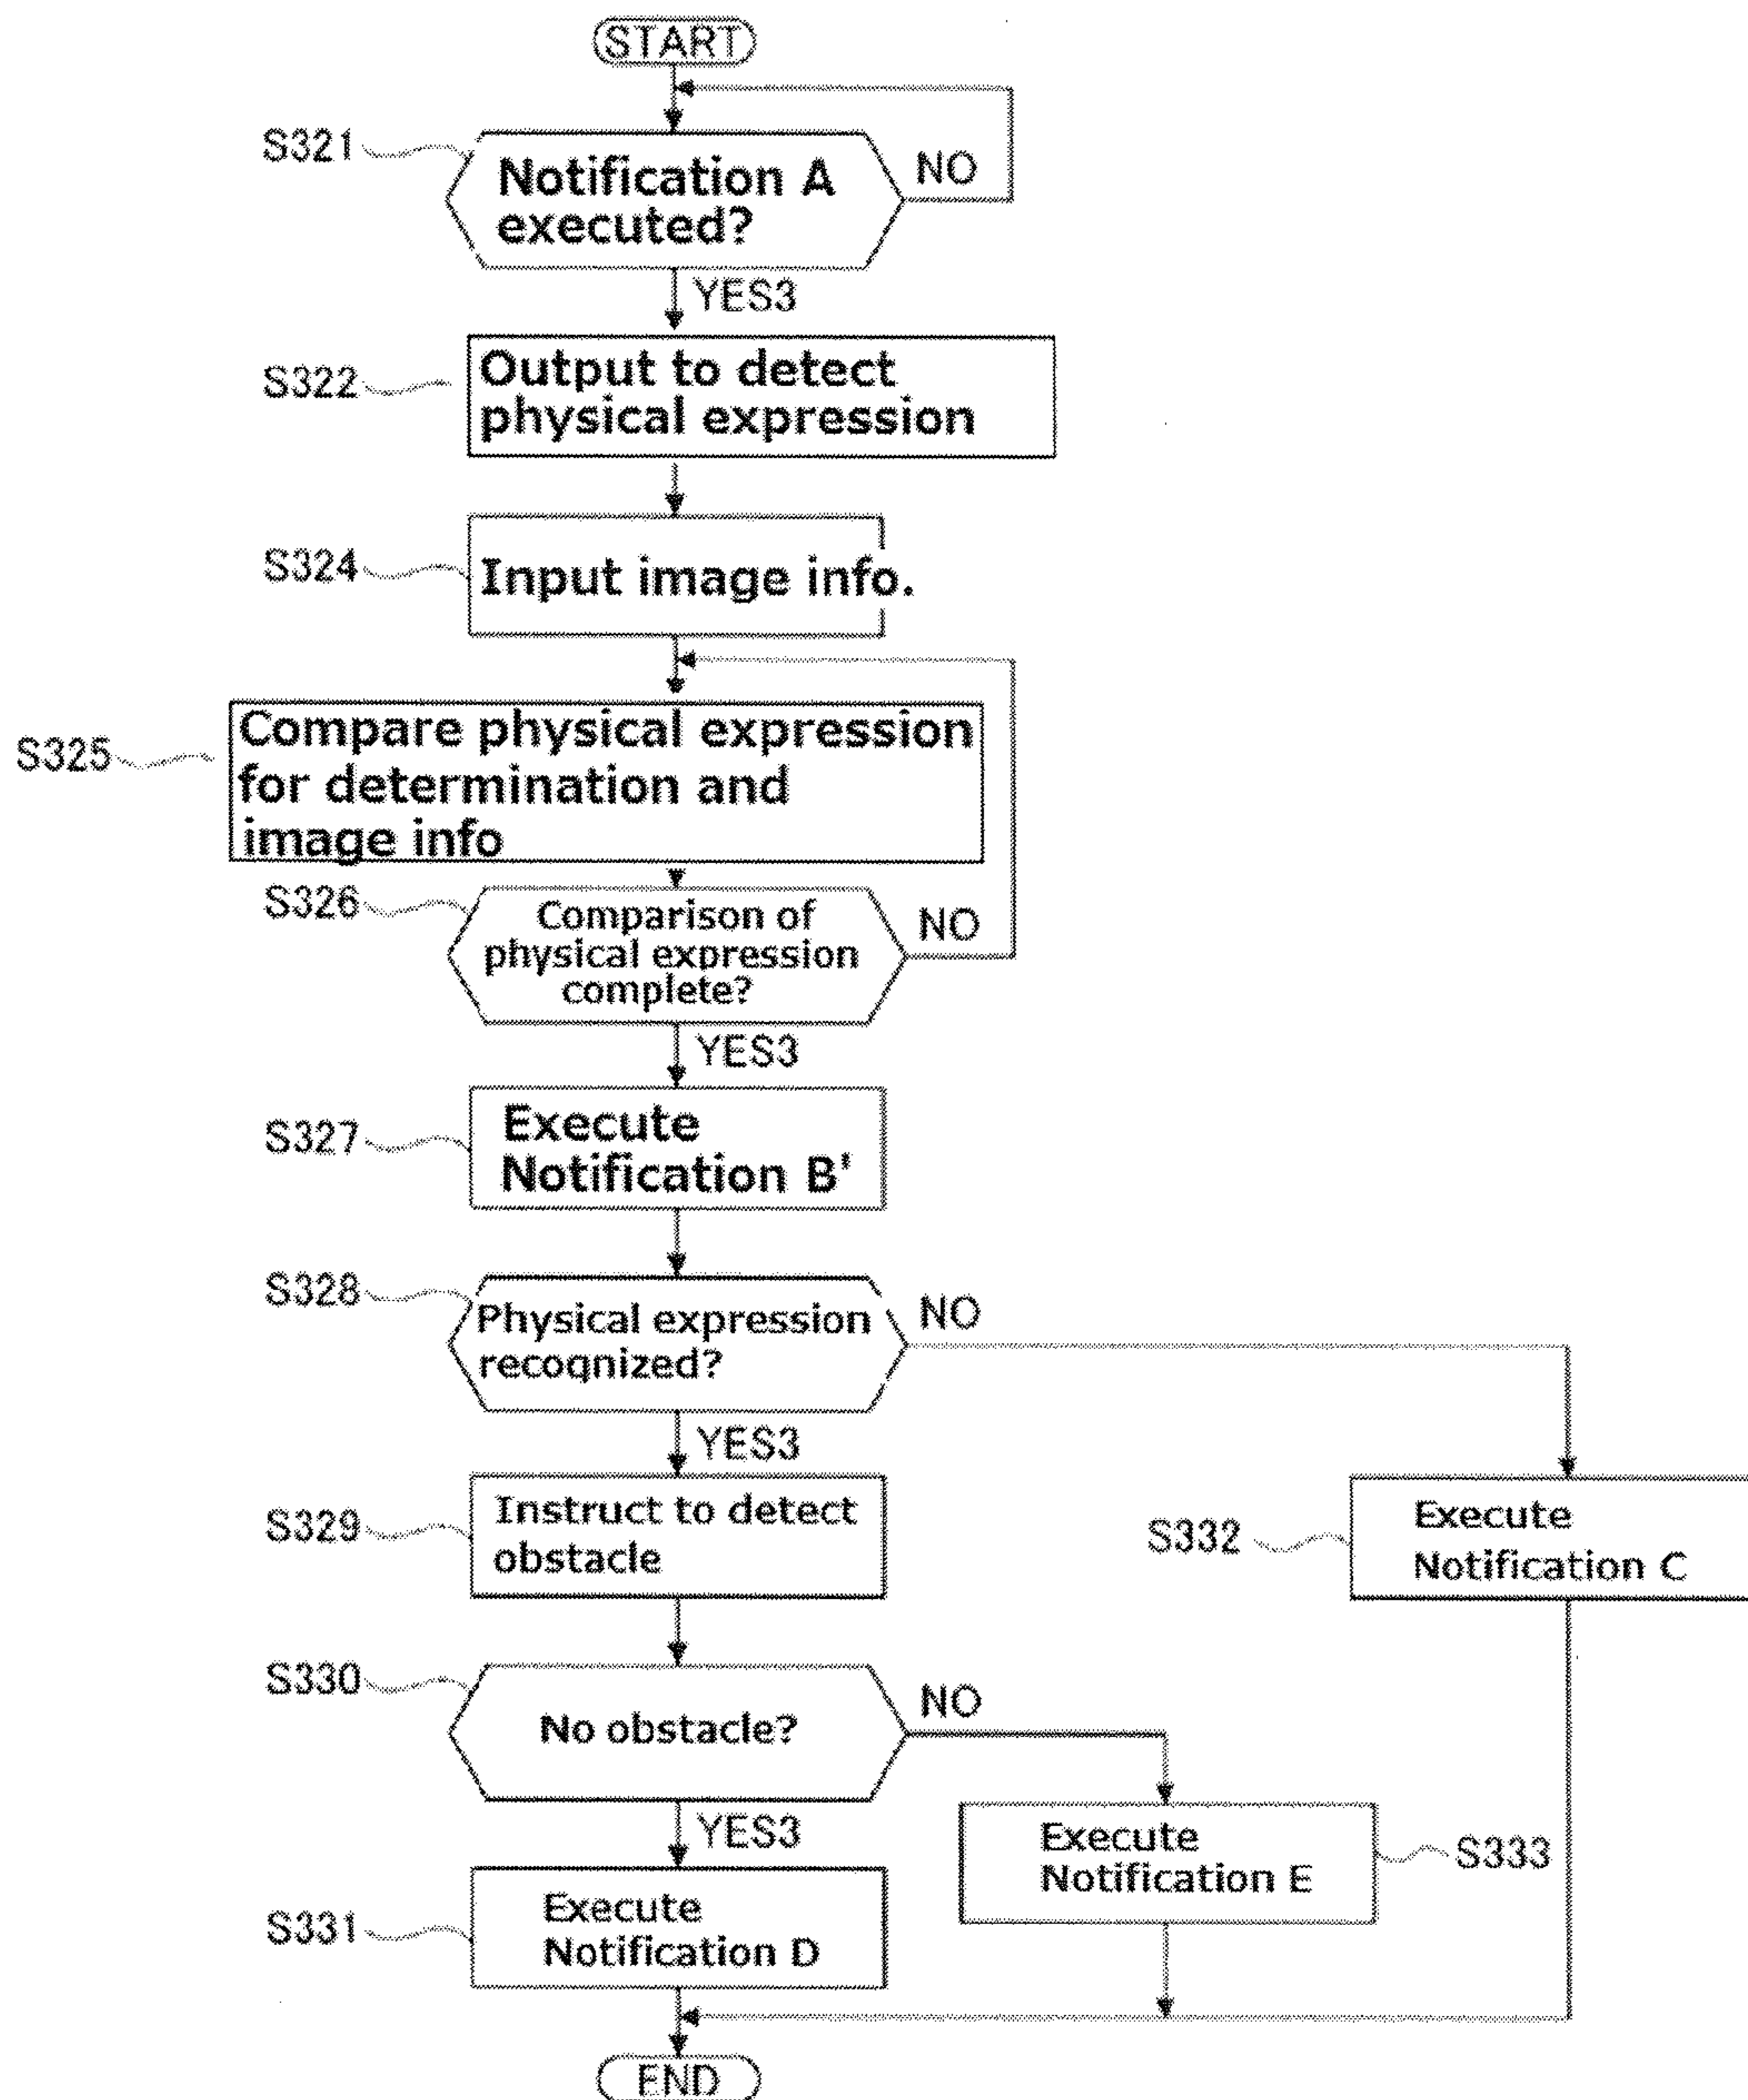 START
S321
Notification A
executed?
NO
YES3
S322
Output to detect
physical expression
S324
Input image info.
S325
Compare physical expression
for determination and
image info
S326
Comparison of
physical expression
complete?
NO
YES3
S327
Execute
Notification B'
S328
Physical expression
recognized?
NO
YES3
S329
Instruct to detect
obstacle
S332
Execute
Notification C
S330
No obstacle?
NO
YES3
Execute
Notification E
S333
S331
Execute
Notification D
END